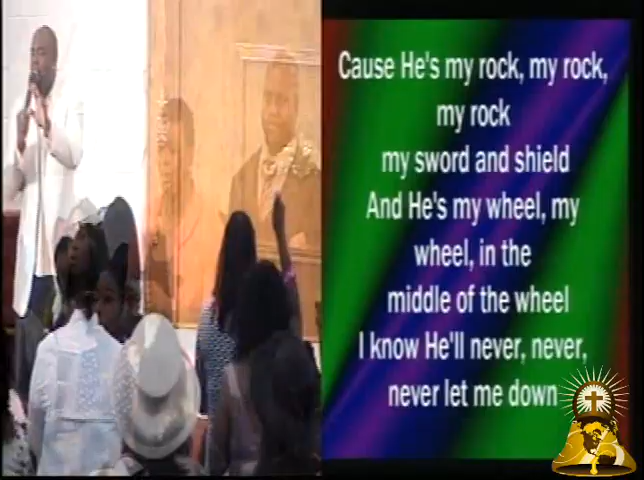 Cause He's my rock, my rock,
my rock
my sword and shield
And He's my wheel, my
wheel, in the
middle of the wheel
I know He'll never, never,
never let me down